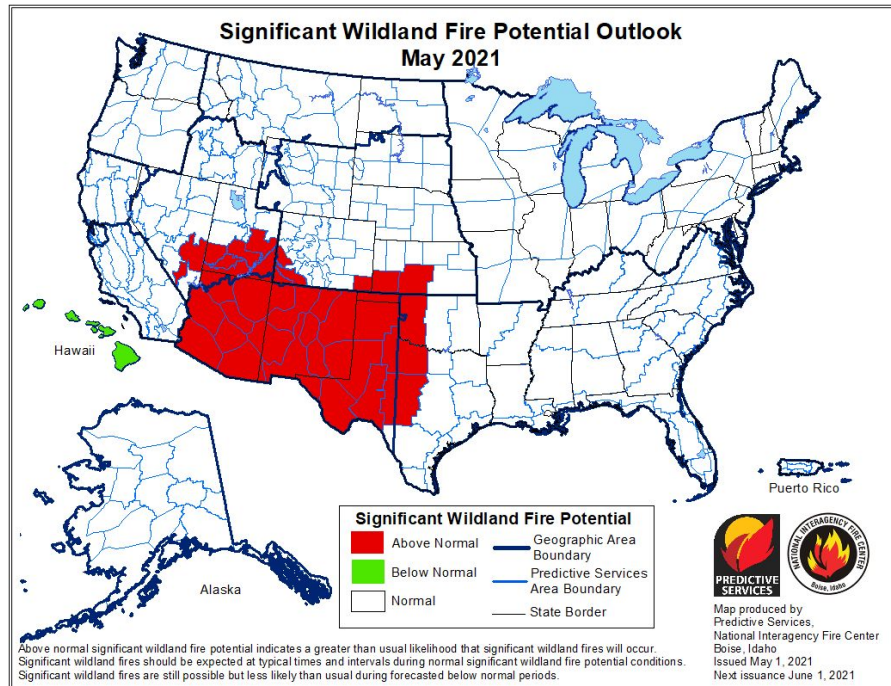 Significant Wildland Fire Potential Outlook
May 2021
Hawaii
Alaska
Puerto Rico
Significant Wildland Fire Potential
Above Normal
Below Normal
Normal
Geographic Area
Boundary
Predictive Services
Area Boundary
State Border
PREDICTIVE
SERVICES
NATIONAL INTERAGENCY FIRE CENTER
Boise, Idaho
Map produced by
Predictive Services,
National Interagency Fire Center
Boise, Idaho
Issued May 1, 2021
Next issuance June 1, 2021
Above normal significant wildland fire potential indicates a greater than usual likelihood that significant wildland fires will occur.
Significant wildland fires should be expected at typical times and intervals during normal significant wildland fire potential conditions.
Significant wildland fires are still possible but less likely than usual during forecasted below normal periods.